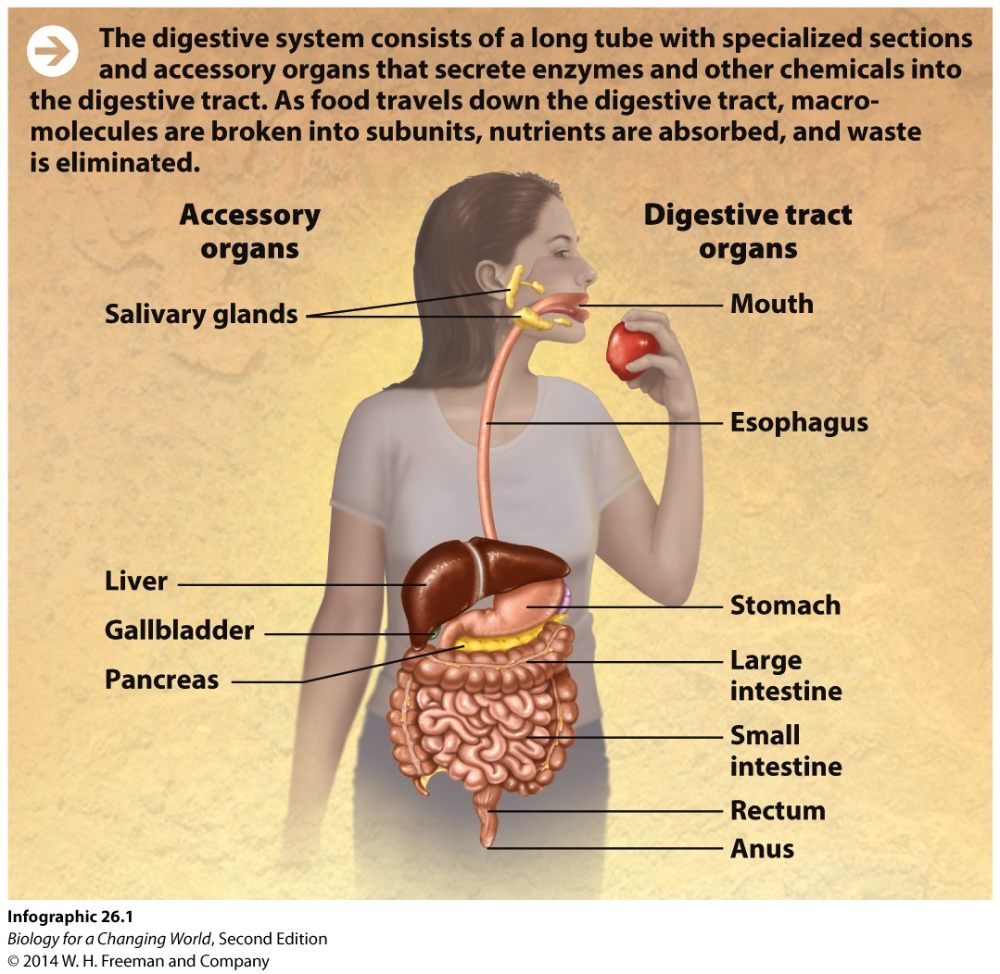 The digestive system consists of a long tube with specialized sections
and accessory organs that secrete enzymes and other chemicals into
the digestive tract. As food travels down the digestive tract, macro-
molecules are broken into subunits, nutrients are absorbed, and waste
is eliminated.
Accessory
organs
Digestive tract
organs
Salivary glands
Mouth
Esophagus
Liver
Gallbladder
Pancreas
Stomach
Large
intestine
Small
intestine
Rectum
Anus
Infographic 26.1
Biology for a Changing World, Second Edition
© 2014 W. H. Freeman and Company